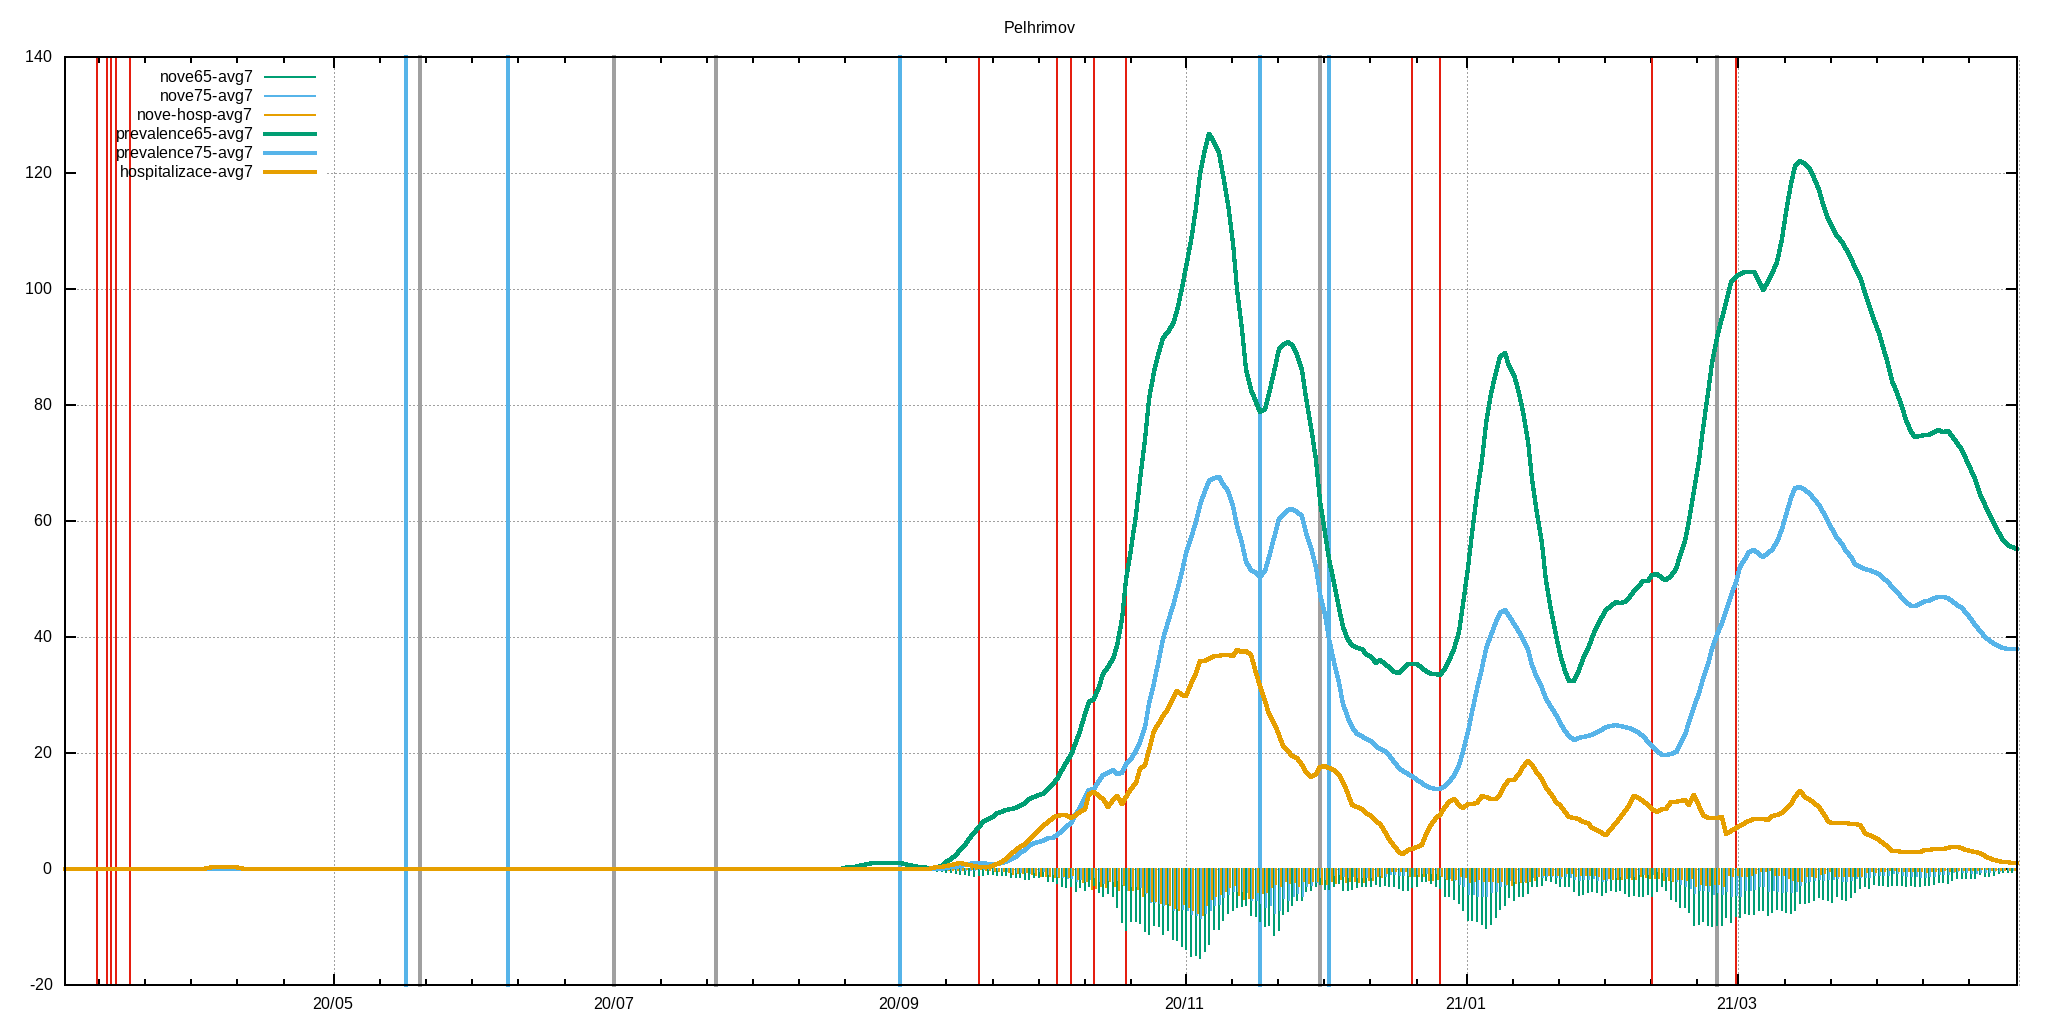 Pelhrimov
140
120
100
80
60
40
20
0
-20
nove65-avg7
nove75-avg7
nove-hosp-avg7
prevalence65-avg7
prevalence75-avg7
hospitalizace-avg7
20/05 20/07 20/09 20/11 21/01 21/03